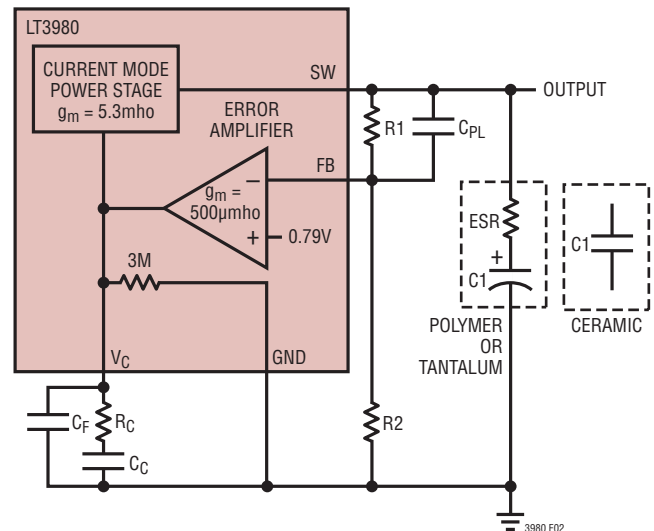 LT3980
CURRENT MODE
POWER STAGE
gm = 5.3mho
SW
OUTPUT
ERROR
AMPLIFIER
R1
CPL
FB
–
gm =
500µmho
+
0.79V
ESR
+
C1
C1
3M
POLYMER
OR
TANTALUM
CERAMIC
VC
GND
CF
RC
CC
R2
3980 F02